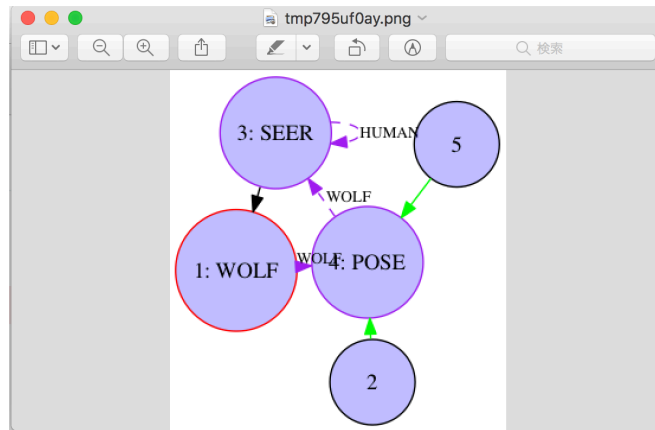 tmp795uf0ay.png
検索
3: SEER
HUMAN
5
WOLF
1: WOLF
WOLF
4: POSE
2